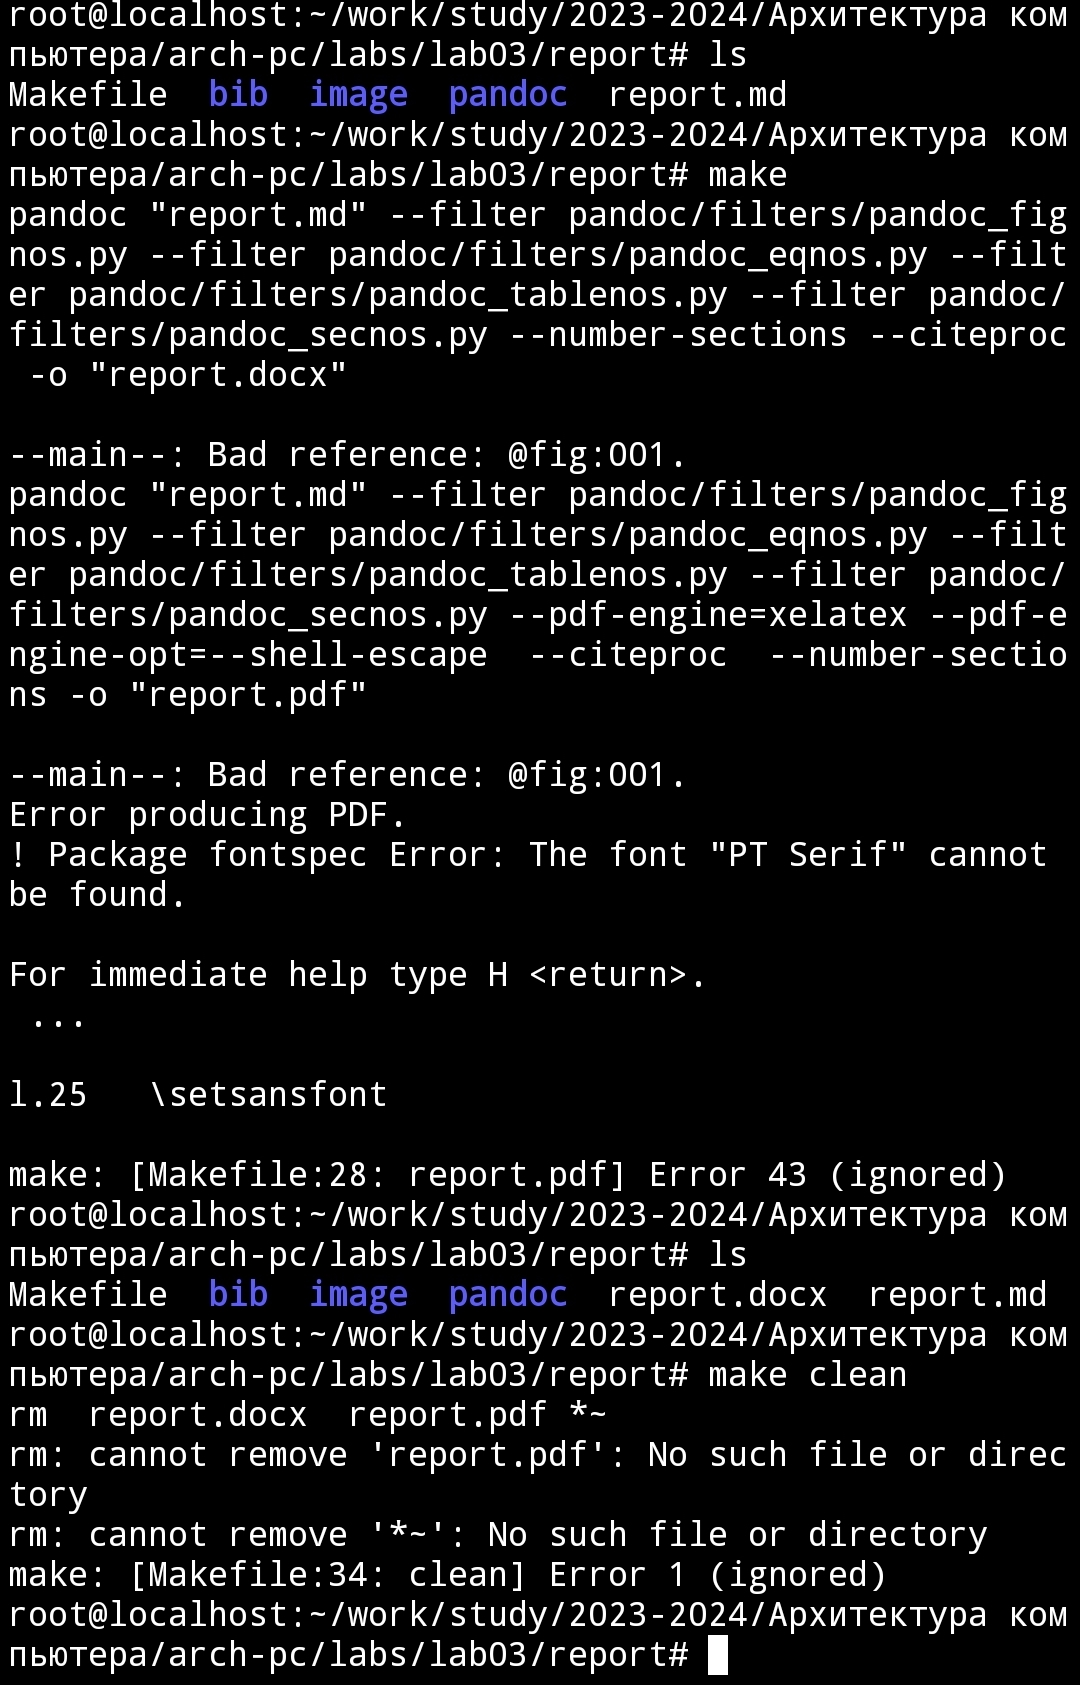 root@localhost:~/work/study/2023-2024/Архитектура ком
пьютера/arch-pc/labs/lab03/report# ls
Makefile  bib  image  pandoc  report.md
root@localhost:~/work/study/2023-2024/Архитектура ком
пьютера/arch-pc/labs/lab03/report# make
pandoc "report.md" --filter pandoc/filters/pandoc_fig
nos.py --filter pandoc/filters/pandoc_eqnos.py --filt
er pandoc/filters/pandoc_tablenos.py --filter pandoc/
filters/pandoc_secnos.py --number-sections --citeproc
 -o "report.docx"

--main--: Bad reference: @fig:001.
pandoc "report.md" --filter pandoc/filters/pandoc_fig
nos.py --filter pandoc/filters/pandoc_eqnos.py --filt
er pandoc/filters/pandoc_tablenos.py --filter pandoc/
filters/pandoc_secnos.py --pdf-engine=xelatex --pdf-e
ngine-opt=--shell-escape  --citeproc  --number-sectio
ns -o "report.pdf"

--main--: Bad reference: @fig:001.
Error producing PDF.
! Package fontspec Error: The font "PT Serif" cannot
be found.

For immediate help type H <return>.
 ...

l.25   \setsansfont

make: [Makefile:28: report.pdf] Error 43 (ignored)
root@localhost:~/work/study/2023-2024/Архитектура ком
пьютера/arch-pc/labs/lab03/report# ls
Makefile  bib  image  pandoc  report.docx  report.md
root@localhost:~/work/study/2023-2024/Архитектура ком
пьютера/arch-pc/labs/lab03/report# make clean
rm  report.docx  report.pdf *~
rm: cannot remove 'report.pdf': No such file or direc
tory
rm: cannot remove '*~': No such file or directory
make: [Makefile:34: clean] Error 1 (ignored)
root@localhost:~/work/study/2023-2024/Архитектура ком
пьютера/arch-pc/labs/lab03/report#